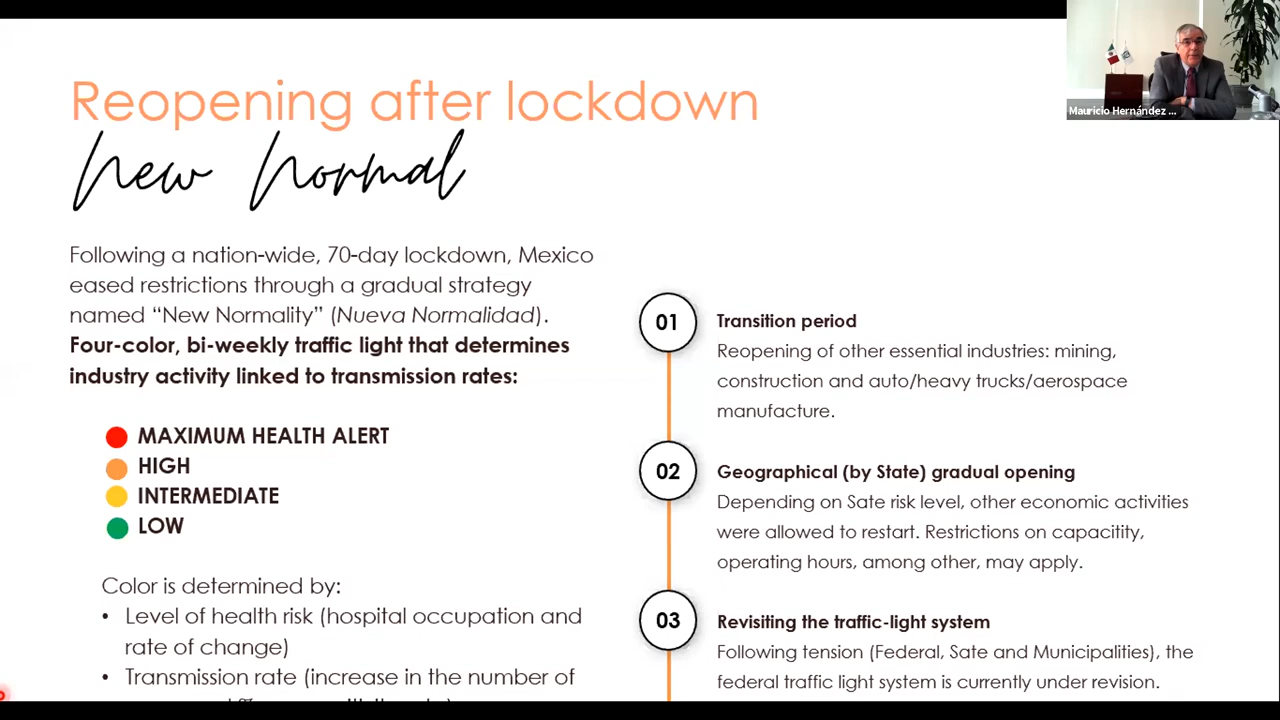 Reopening after lockdown
New Normal
Following a nation-wide, 70-day lockdown, Mexico
eased restrictions through a gradual strategy
named “New Normality” (Nueva Normalidad).
Four-color, bi-weekly traffic light that determines
industry activity linked to transmission rates:
MAXIMUM HEALTH ALERT
HIGH
INTERMEDIATE
LOW
Color is determined by:
• Level of health risk (hospital occupation and
rate of change)
• Transmission rate (increase in the number of
01
Transition period
Reopening of other essential industries: mining,
construction and auto/heavy trucks/aerospace
manufacture.
02
Geographical (by State) gradual opening
Depending on Sate risk level, other economic activities
were allowed to restart. Restrictions on capacitity,
operating hours, among other, may apply.
03
Revisiting the traffic-light system
Following tension (Federal, Sate and Municipalities), the
federal traffic light system is currently under revision.
Mauricio Hernández ...